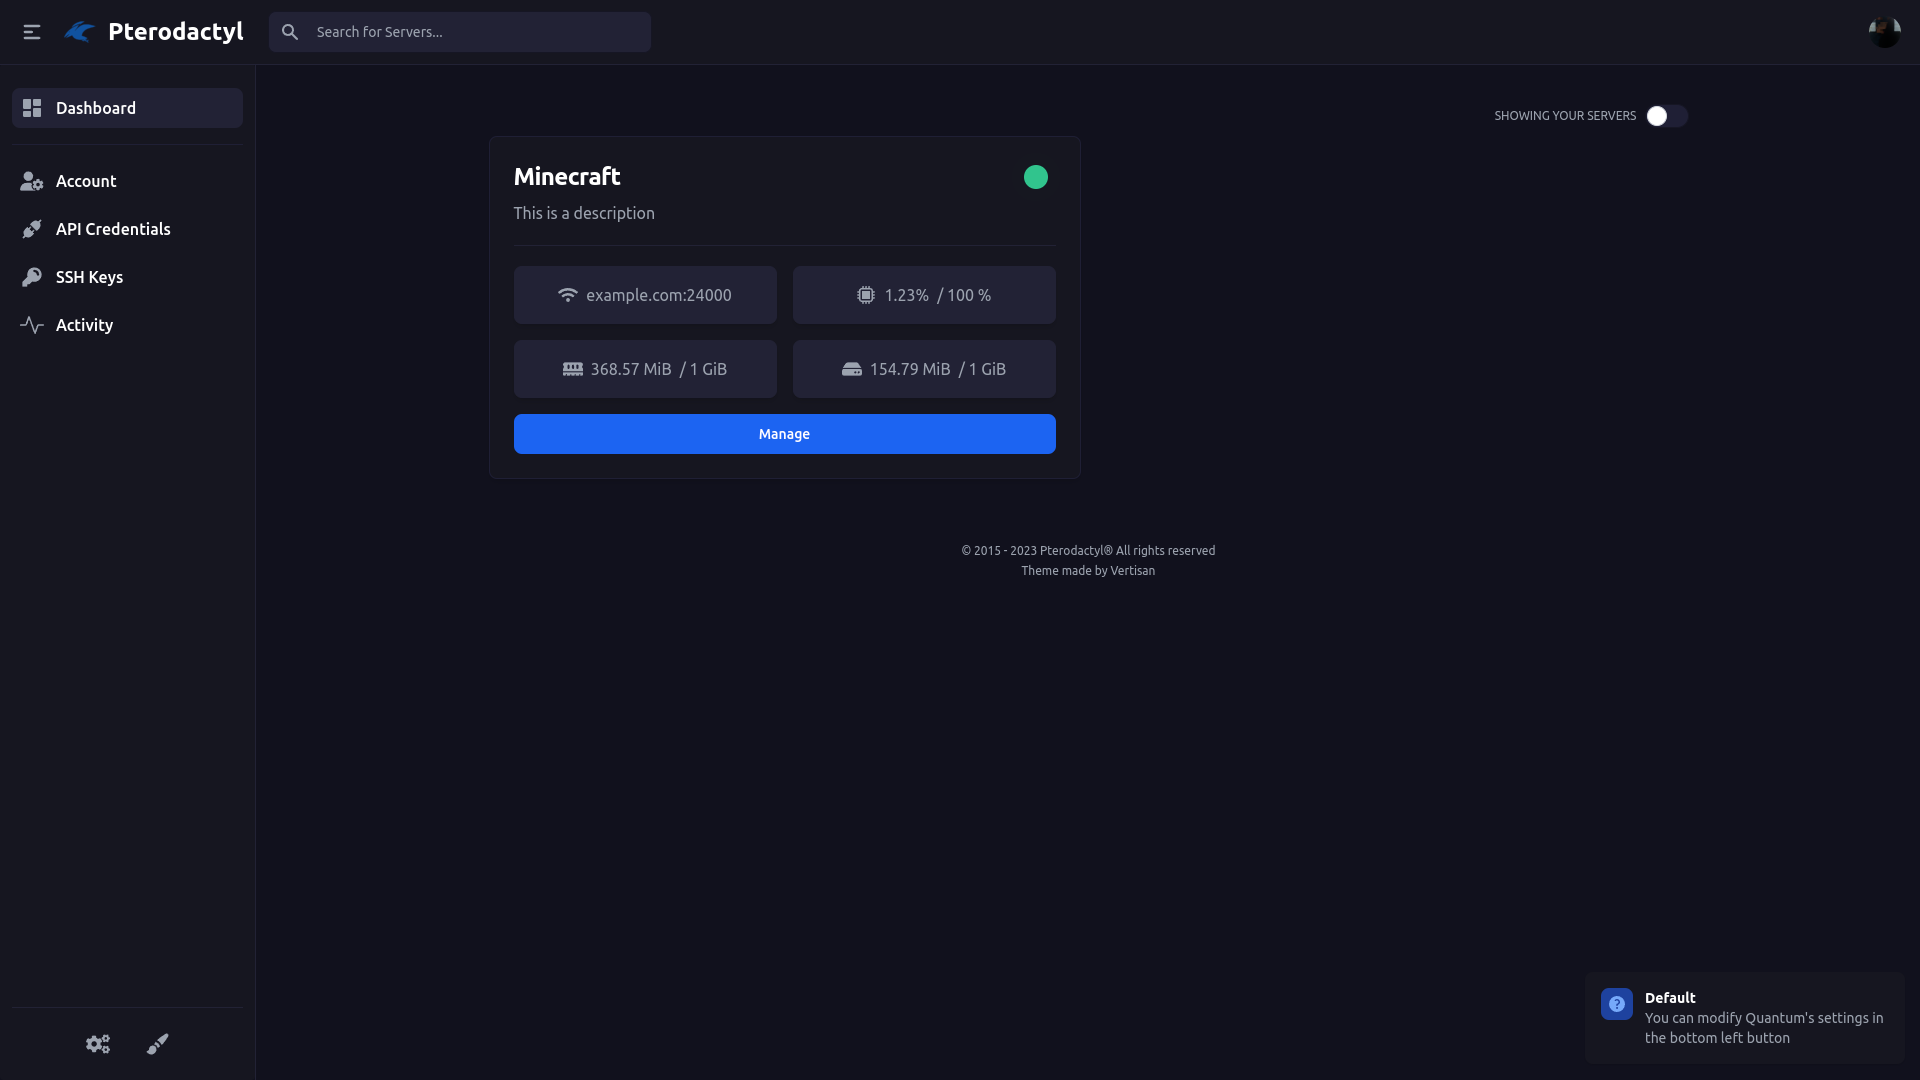 Pterodactyl
Search for Servers...
Dashboard
Account
API Credentials
SSH Keys
Activity
SHOWING YOUR SERVERS
Minecraft
This is a description
example.com:24000
1.23% / 100 %
368.57 MiB / 1 GiB
154.79 MiB / 1 GiB
Manage
© 2015 - 2023 Pterodactyl® All rights reserved
Theme made by Vertisan
Default
You can modify Quantum's settings in
the bottom left button